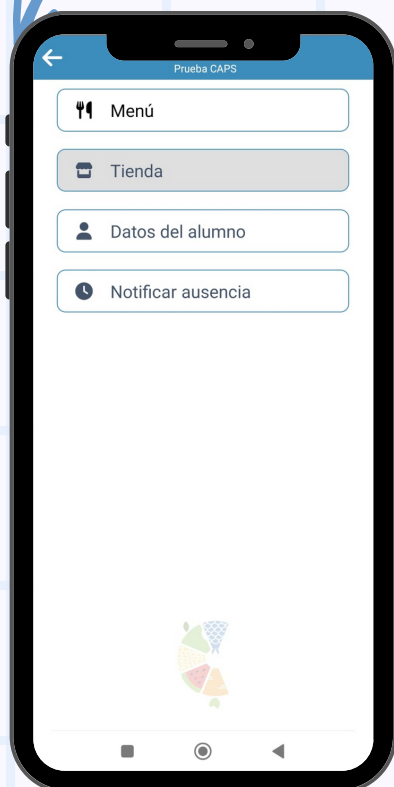 Prueba CAPS
Menú
Tienda
Datos del alumno
Notificar ausencia